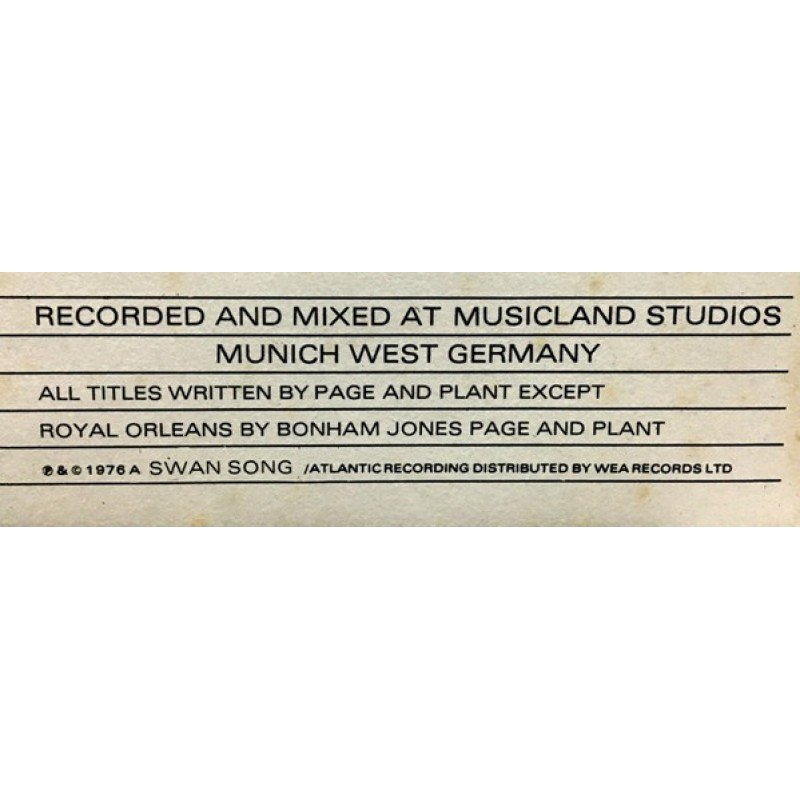 RECORDED AND MIXED AT MUSICLAND STUDIOS
MUNICH WEST GERMANY
ALL TITLES WRITTEN BY PAGE AND PLANT EXCEPT
ROYAL ORLEANS BY BONHAM JONES PAGE AND PLANT
℗ & © 1976 A SWAN SONG /ATLANTIC RECORDING DISTRIBUTED BY WEA RECORDS LTD